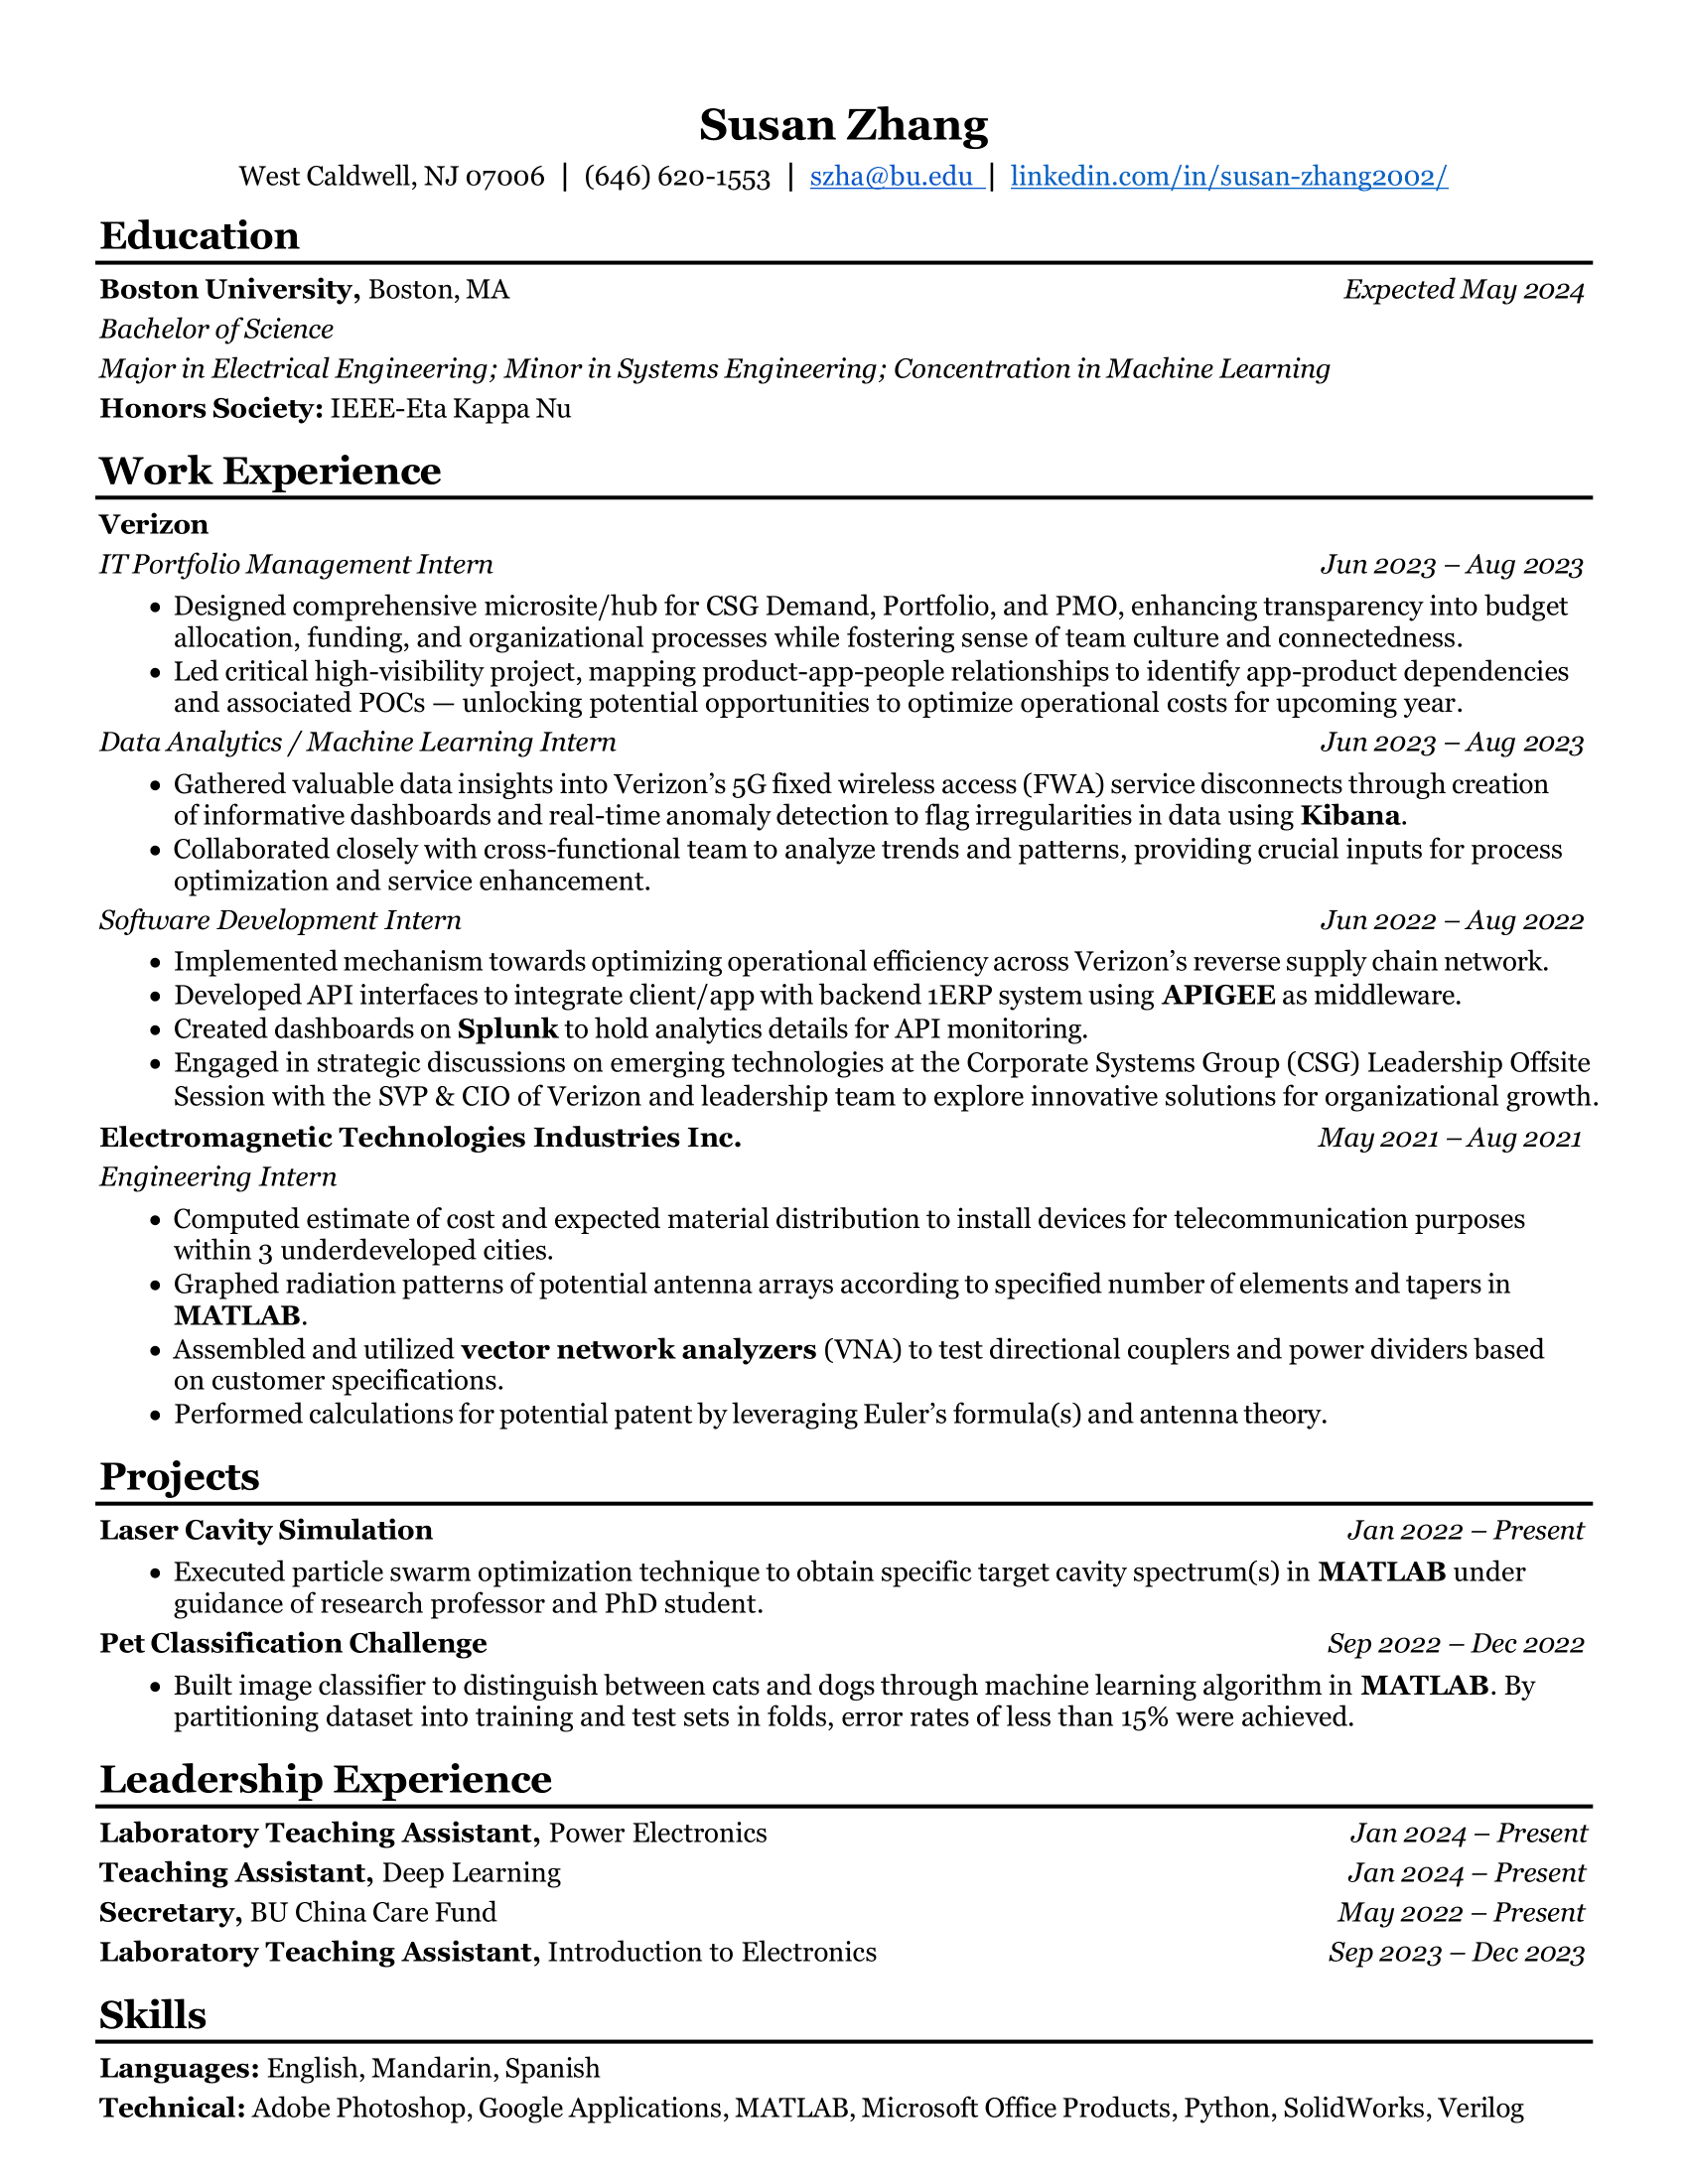 Susan Zhang
West Caldwell, NJ 07006 | (646) 620-1553 | szha@bu.edu | linkedin.com/in/susan-zhang2002/
Education
Boston University, Boston, MA Expected May 2024
Bachelor of Science
Major in Electrical Engineering; Minor in Systems Engineering; Concentration in Machine Learning
Honors Society: IEEE-Eta Kappa Nu
Work Experience
Verizon
IT Portfolio Management Intern Jun 2023 – Aug 2023
• Designed comprehensive microsite/hub for CSG Demand, Portfolio, and PMO, enhancing transparency into budget
allocation, funding, and organizational processes while fostering sense of team culture and connectedness.
• Led critical high-visibility project, mapping product-app-people relationships to identify app-product dependencies
and associated POCs — unlocking potential opportunities to optimize operational costs for upcoming year.
Data Analytics / Machine Learning Intern Jun 2023 – Aug 2023
• Gathered valuable data insights into Verizon’s 5G fixed wireless access (FWA) service disconnects through creation
of informative dashboards and real-time anomaly detection to flag irregularities in data using Kibana.
• Collaborated closely with cross-functional team to analyze trends and patterns, providing crucial inputs for process
optimization and service enhancement.
Software Development Intern Jun 2022 – Aug 2022
• Implemented mechanism towards optimizing operational efficiency across Verizon’s reverse supply chain network.
• Developed API interfaces to integrate client/app with backend 1ERP system using APIGEE as middleware.
• Created dashboards on Splunk to hold analytics details for API monitoring.
• Engaged in strategic discussions on emerging technologies at the Corporate Systems Group (CSG) Leadership Offsite
Session with the SVP & CIO of Verizon and leadership team to explore innovative solutions for organizational growth.
Electromagnetic Technologies Industries Inc. May 2021 – Aug 2021
Engineering Intern
• Computed estimate of cost and expected material distribution to install devices for telecommunication purposes
within 3 underdeveloped cities.
• Graphed radiation patterns of potential antenna arrays according to specified number of elements and tapers in
MATLAB.
• Assembled and utilized vector network analyzers (VNA) to test directional couplers and power dividers based
on customer specifications.
• Performed calculations for potential patent by leveraging Euler’s formula(s) and antenna theory.
Projects
Laser Cavity Simulation Jan 2022 – Present
• Executed particle swarm optimization technique to obtain specific target cavity spectrum(s) in MATLAB under
guidance of research professor and PhD student.
Pet Classification Challenge Sep 2022 – Dec 2022
• Built image classifier to distinguish between cats and dogs through machine learning algorithm in MATLAB. By
partitioning dataset into training and test sets in folds, error rates of less than 15% were achieved.
Leadership Experience
Laboratory Teaching Assistant, Power Electronics Jan 2024 – Present
Teaching Assistant, Deep Learning Jan 2024 – Present
Secretary, BU China Care Fund May 2022 – Present
Laboratory Teaching Assistant, Introduction to Electronics Sep 2023 – Dec 2023
Skills
Languages: English, Mandarin, Spanish
Technical: Adobe Photoshop, Google Applications, MATLAB, Microsoft Office Products, Python, SolidWorks, Verilog